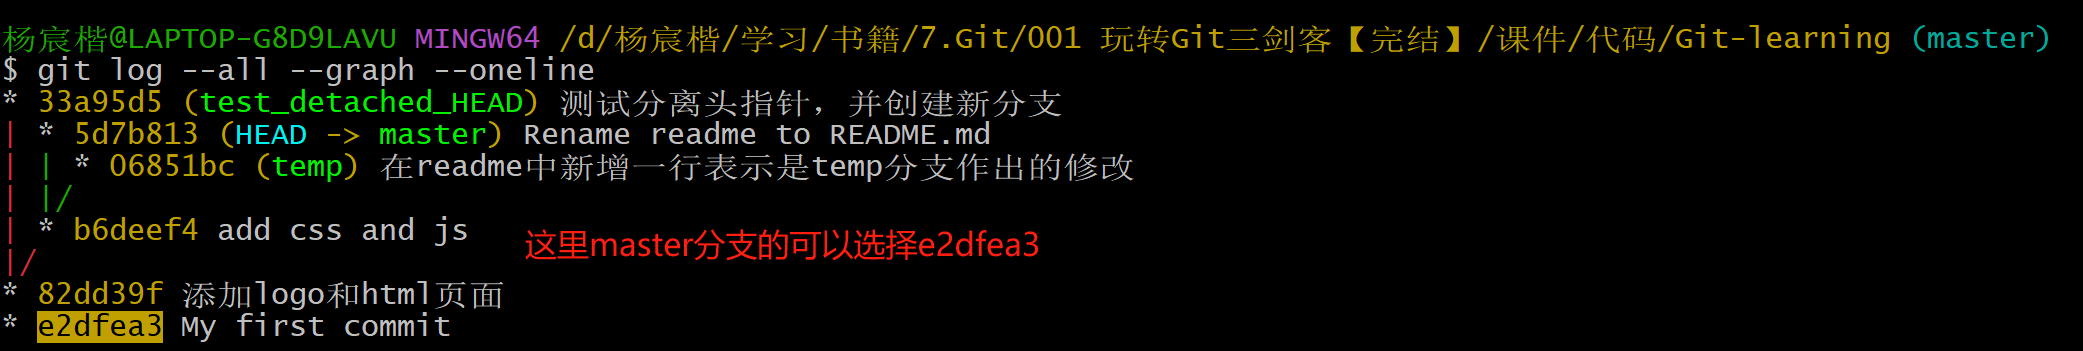 杨宸楷@LAPTOP-G8D9LAVU MINGW64 /d/杨宸楷/学习/书籍/7.Git/001 玩转Git三剑客【完结】/课件/代码/Git-learning (master)
$ git log --all --graph --oneline
* 33a95d5 (test_detached_HEAD) 测试分离头指针，并创建新分支
| * 5d7b813 (HEAD -> master) Rename readme to README.md
| | * 06851bc (temp) 在readme中新增一行表示是temp分支作出的修改
| |/
| * b6deef4 add css and js
这里master分支的可以选择e2dfea3
|/
* 82dd39f 添加logo和html页面
* e2dfea3 My first commit